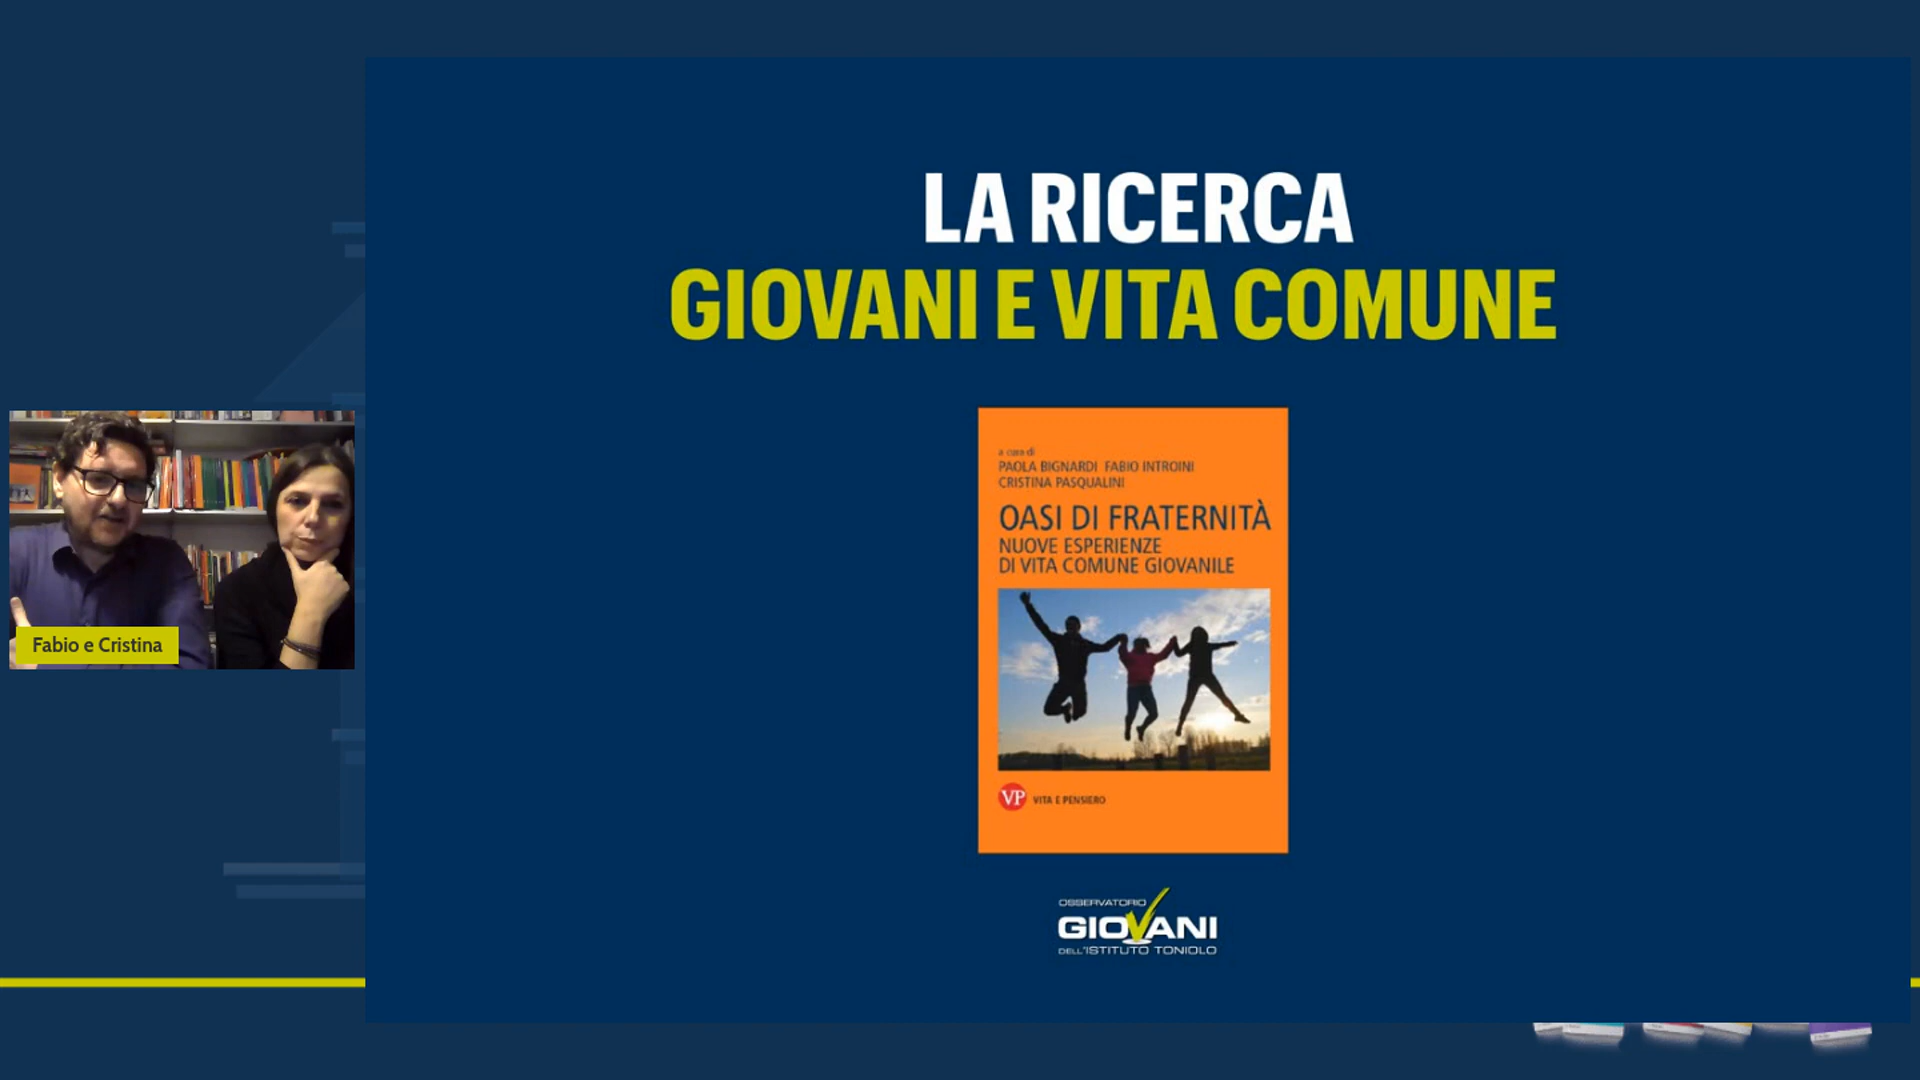 LA RICERCA
GIOVANI E VITA COMUNE
a cura di
PAOLA BIGNARDI FABIO INTROINI
CRISTINA PASQUALINI
OASI DI FRATERNITÀ
NUOVE ESPERIENZE
DI VITA COMUNE GIOVANILE
VP VITA E PENSIERO
OSSERVATORIO
GIOVANI
DELL'ISTITUTO TONIOLO
Fabio e Cristina